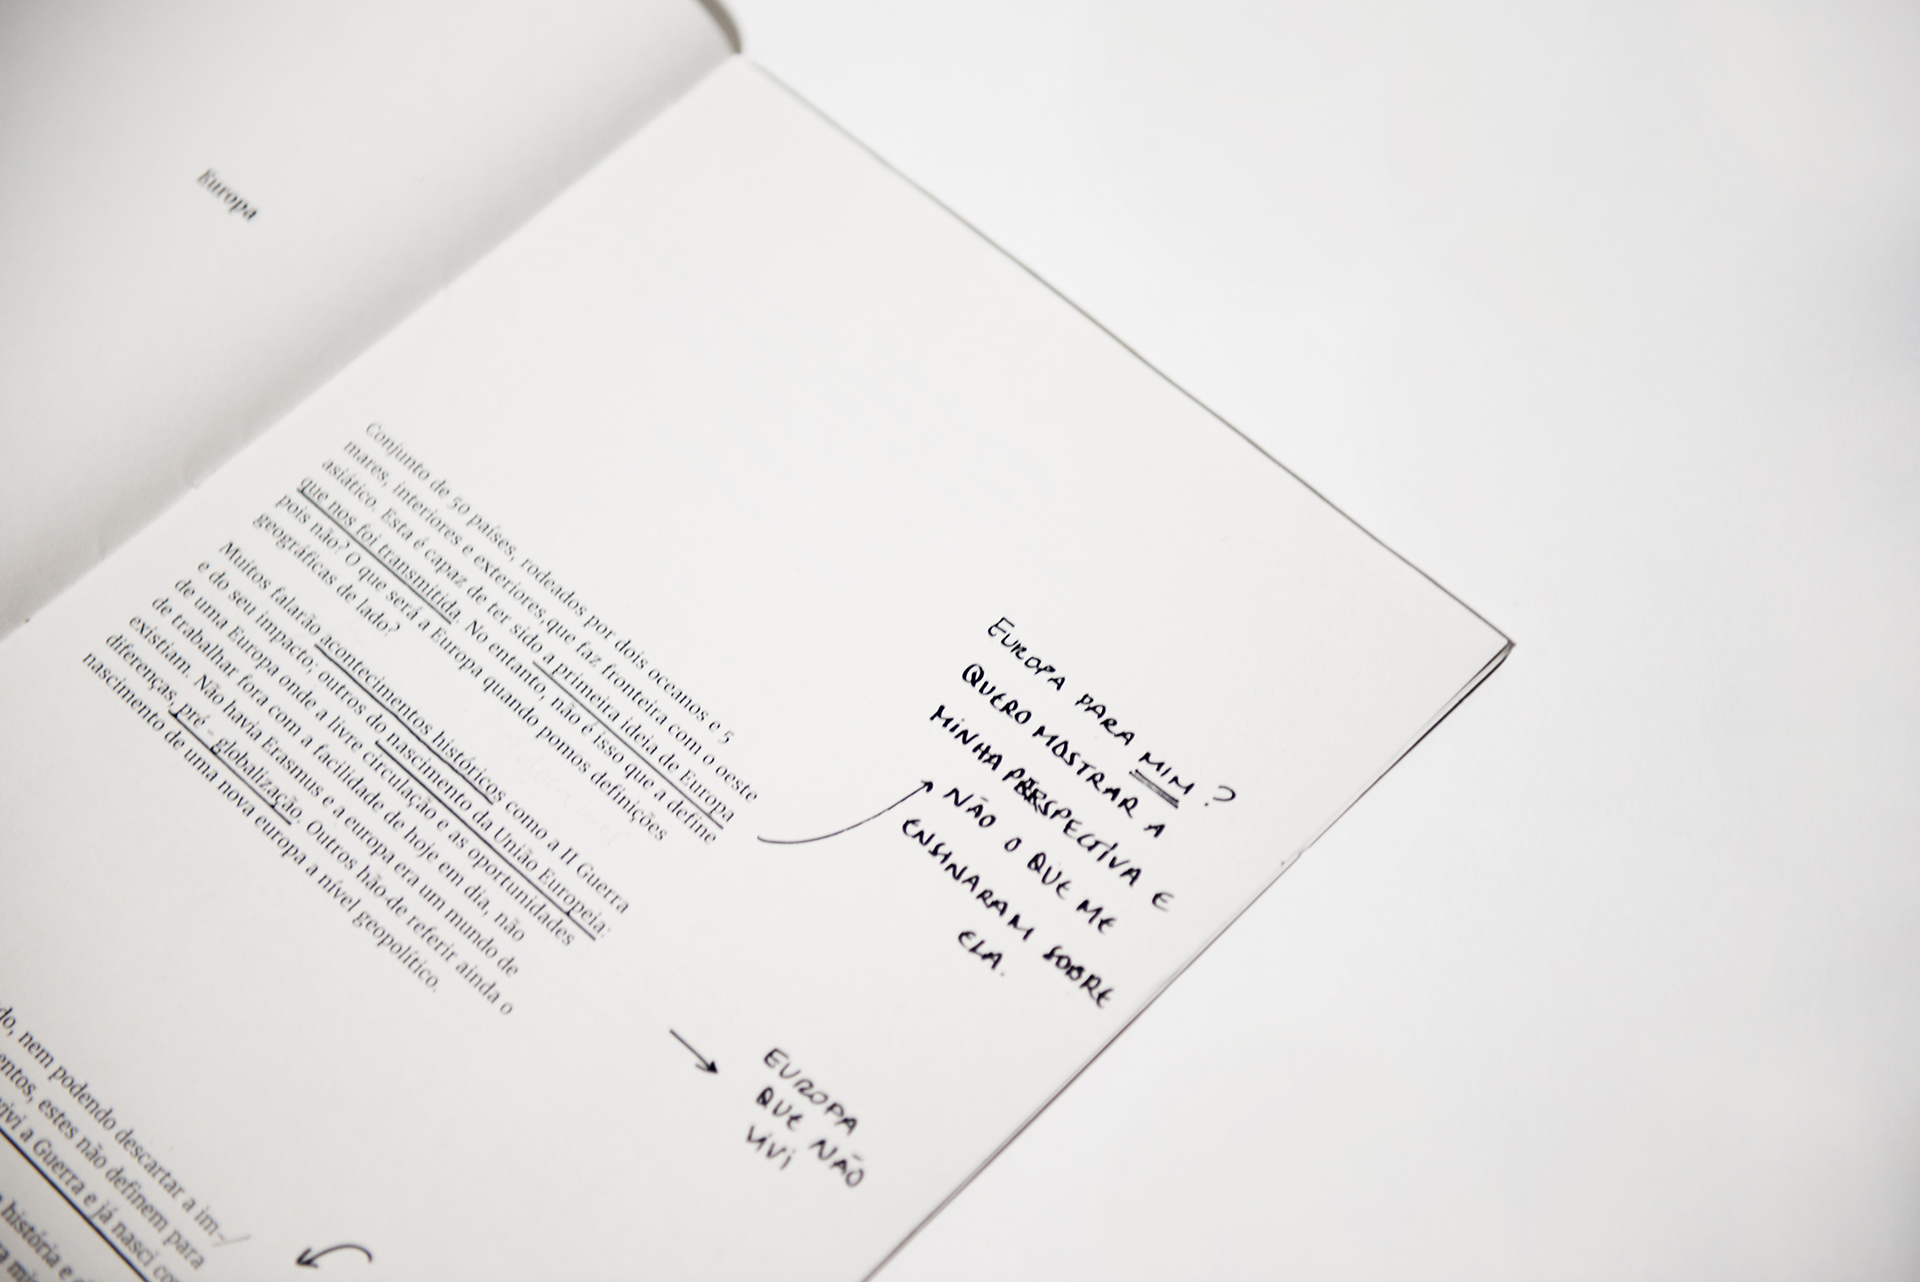 Europa
Conjunto de 50 países, rodeados por dois oceanos e 5
mares, interiores e exteriores,que faz fronteira com o oeste
asiático. Esta é capaz de ter sido a primeira ideia de Europa
que nos foi transmitida. No entanto, não é isso que a define
pois não? O que será a Europa quando pomos definições
geográficas de lado?
Muitos falarão acontecimentos históricos como a II Guerra
e do seu impacto; outros do nascimento da União Europeia:
de uma Europa onde a livre circulação e as oportunidades
de trabalhar fora com a facilidade de hoje em dia, não
existiam. Não havia Erasmus e a europa era um mundo de
diferenças, pré - globalização. Outros hão-de referir ainda o
nascimento de uma nova europa a nível geopolítico.
EUROPA PARA MIM ?
QUERO MOSTRAR A
MINHA PERSPECTIVA E
NÃO O QUE ME
ENSINARAM SOBRE
ELA.
EUROPA
QUE NÃO
VIVI
nem podendo descartar a im-
estes não definem para
vivi a Guerra e já nasci
história e